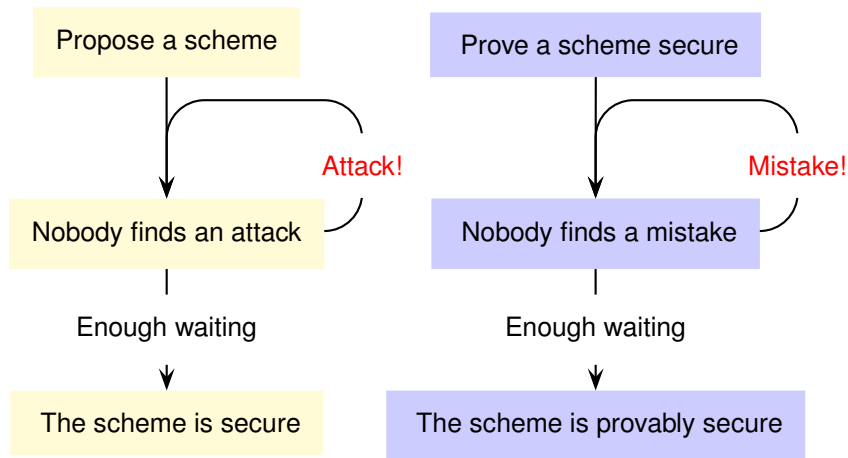 Propose a scheme
Attack!
Nobody finds an attack
Enough waiting
The scheme is secure
Prove a scheme secure
Mistake!
Nobody finds a mistake
Enough waiting
The scheme is provably secure